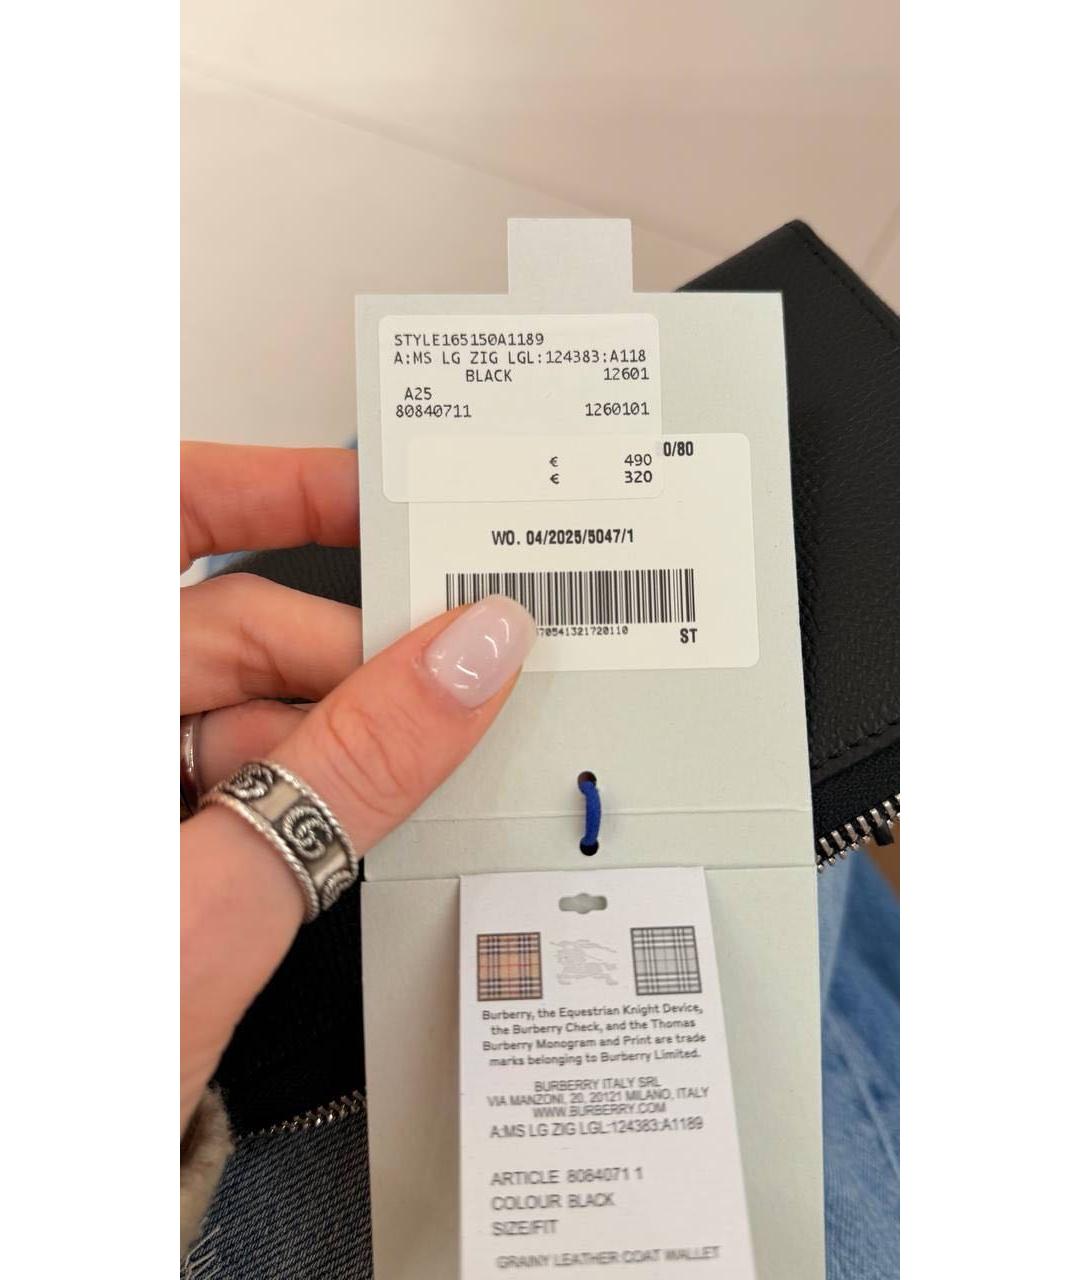 STYLE165150A1189
A:MS LG ZIG LGL:124383:A118
BLACK 12601
A25
80840711 1260101
0/80
€ 490
€ 320
WO. 04/2025/5047/1
70541321720110
ST
Burberry, the Equestrian Knight Device,
the Burberry Check, and the Thomas
Burberry Monogram and Print are trade
marks belonging to Burberry Limited.
BURBERRY ITALY SRL
VIA MANZONI, 20, 20121 MILANO, ITALY
WWW.BURBERRY.COM
A:MS LG ZIG LGL:124383:A1189
ARTICLE 8084071 1
COLOUR BLACK
SIZE/FIT
GRAINY LEATHER COAT WALLET